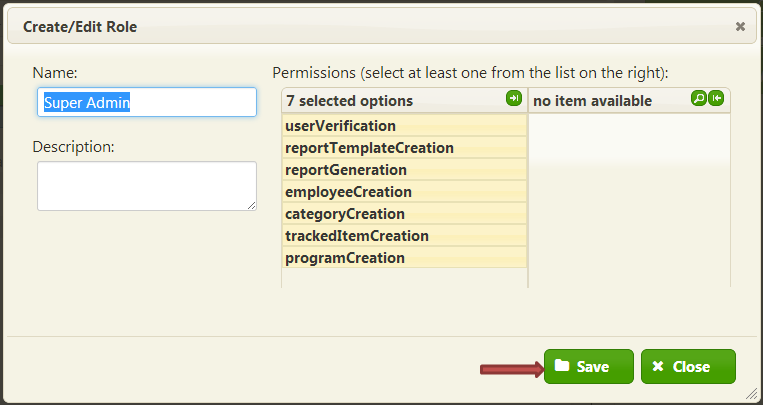 Create/Edit Role
Name:
Super Admin
Description:
Permissions (select at least one from the list on the right):
7 selected options
no item available
userVerification
reportTemplateCreation
reportGeneration
employeeCreation
categoryCreation
trackedItemCreation
programCreation
Save
Close